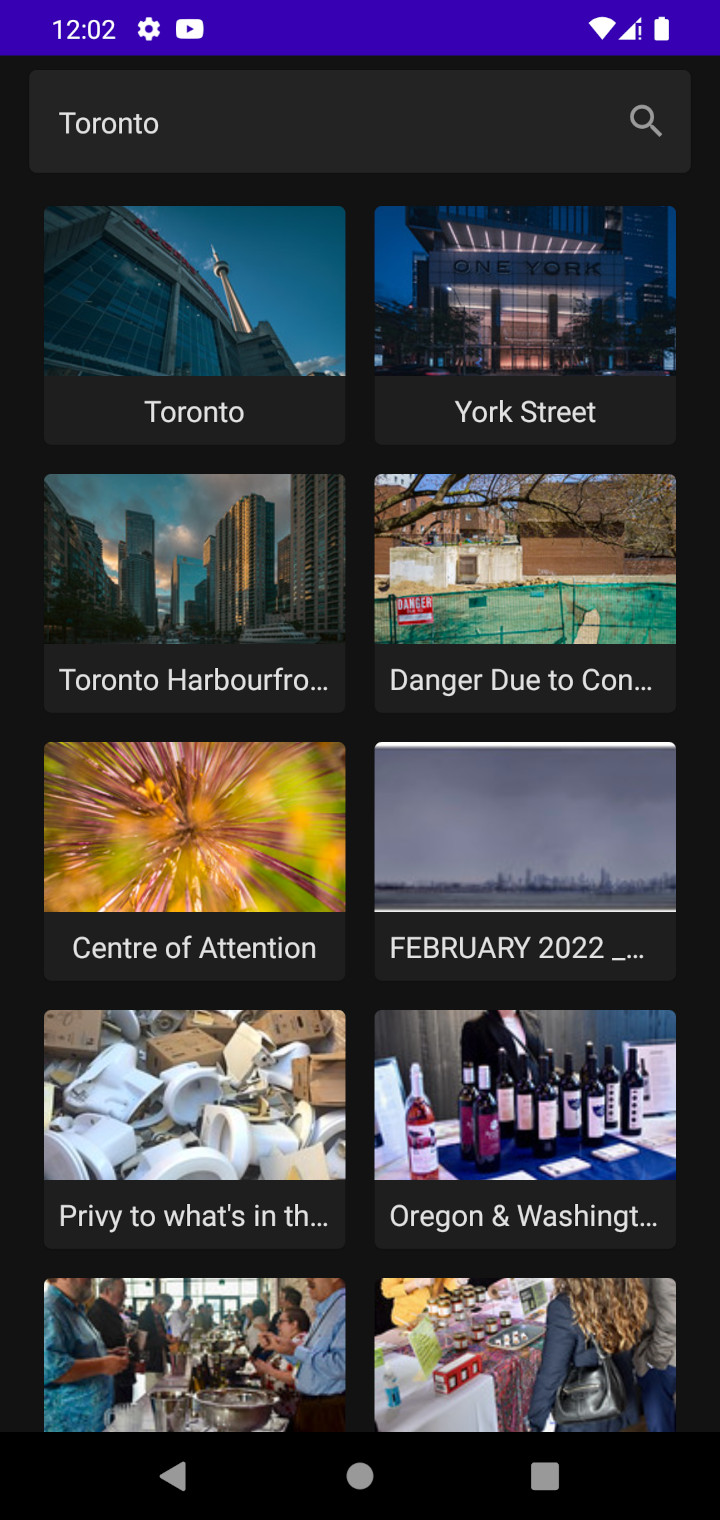 12:02
Toronto
ONE YORK
Toronto
York Street
Toronto Harbourfro...
DANGER
Danger Due to Con...
Centre of Attention
FEBRUARY 2022 _...
Privy to what's in th...
Oregon & Washingt...